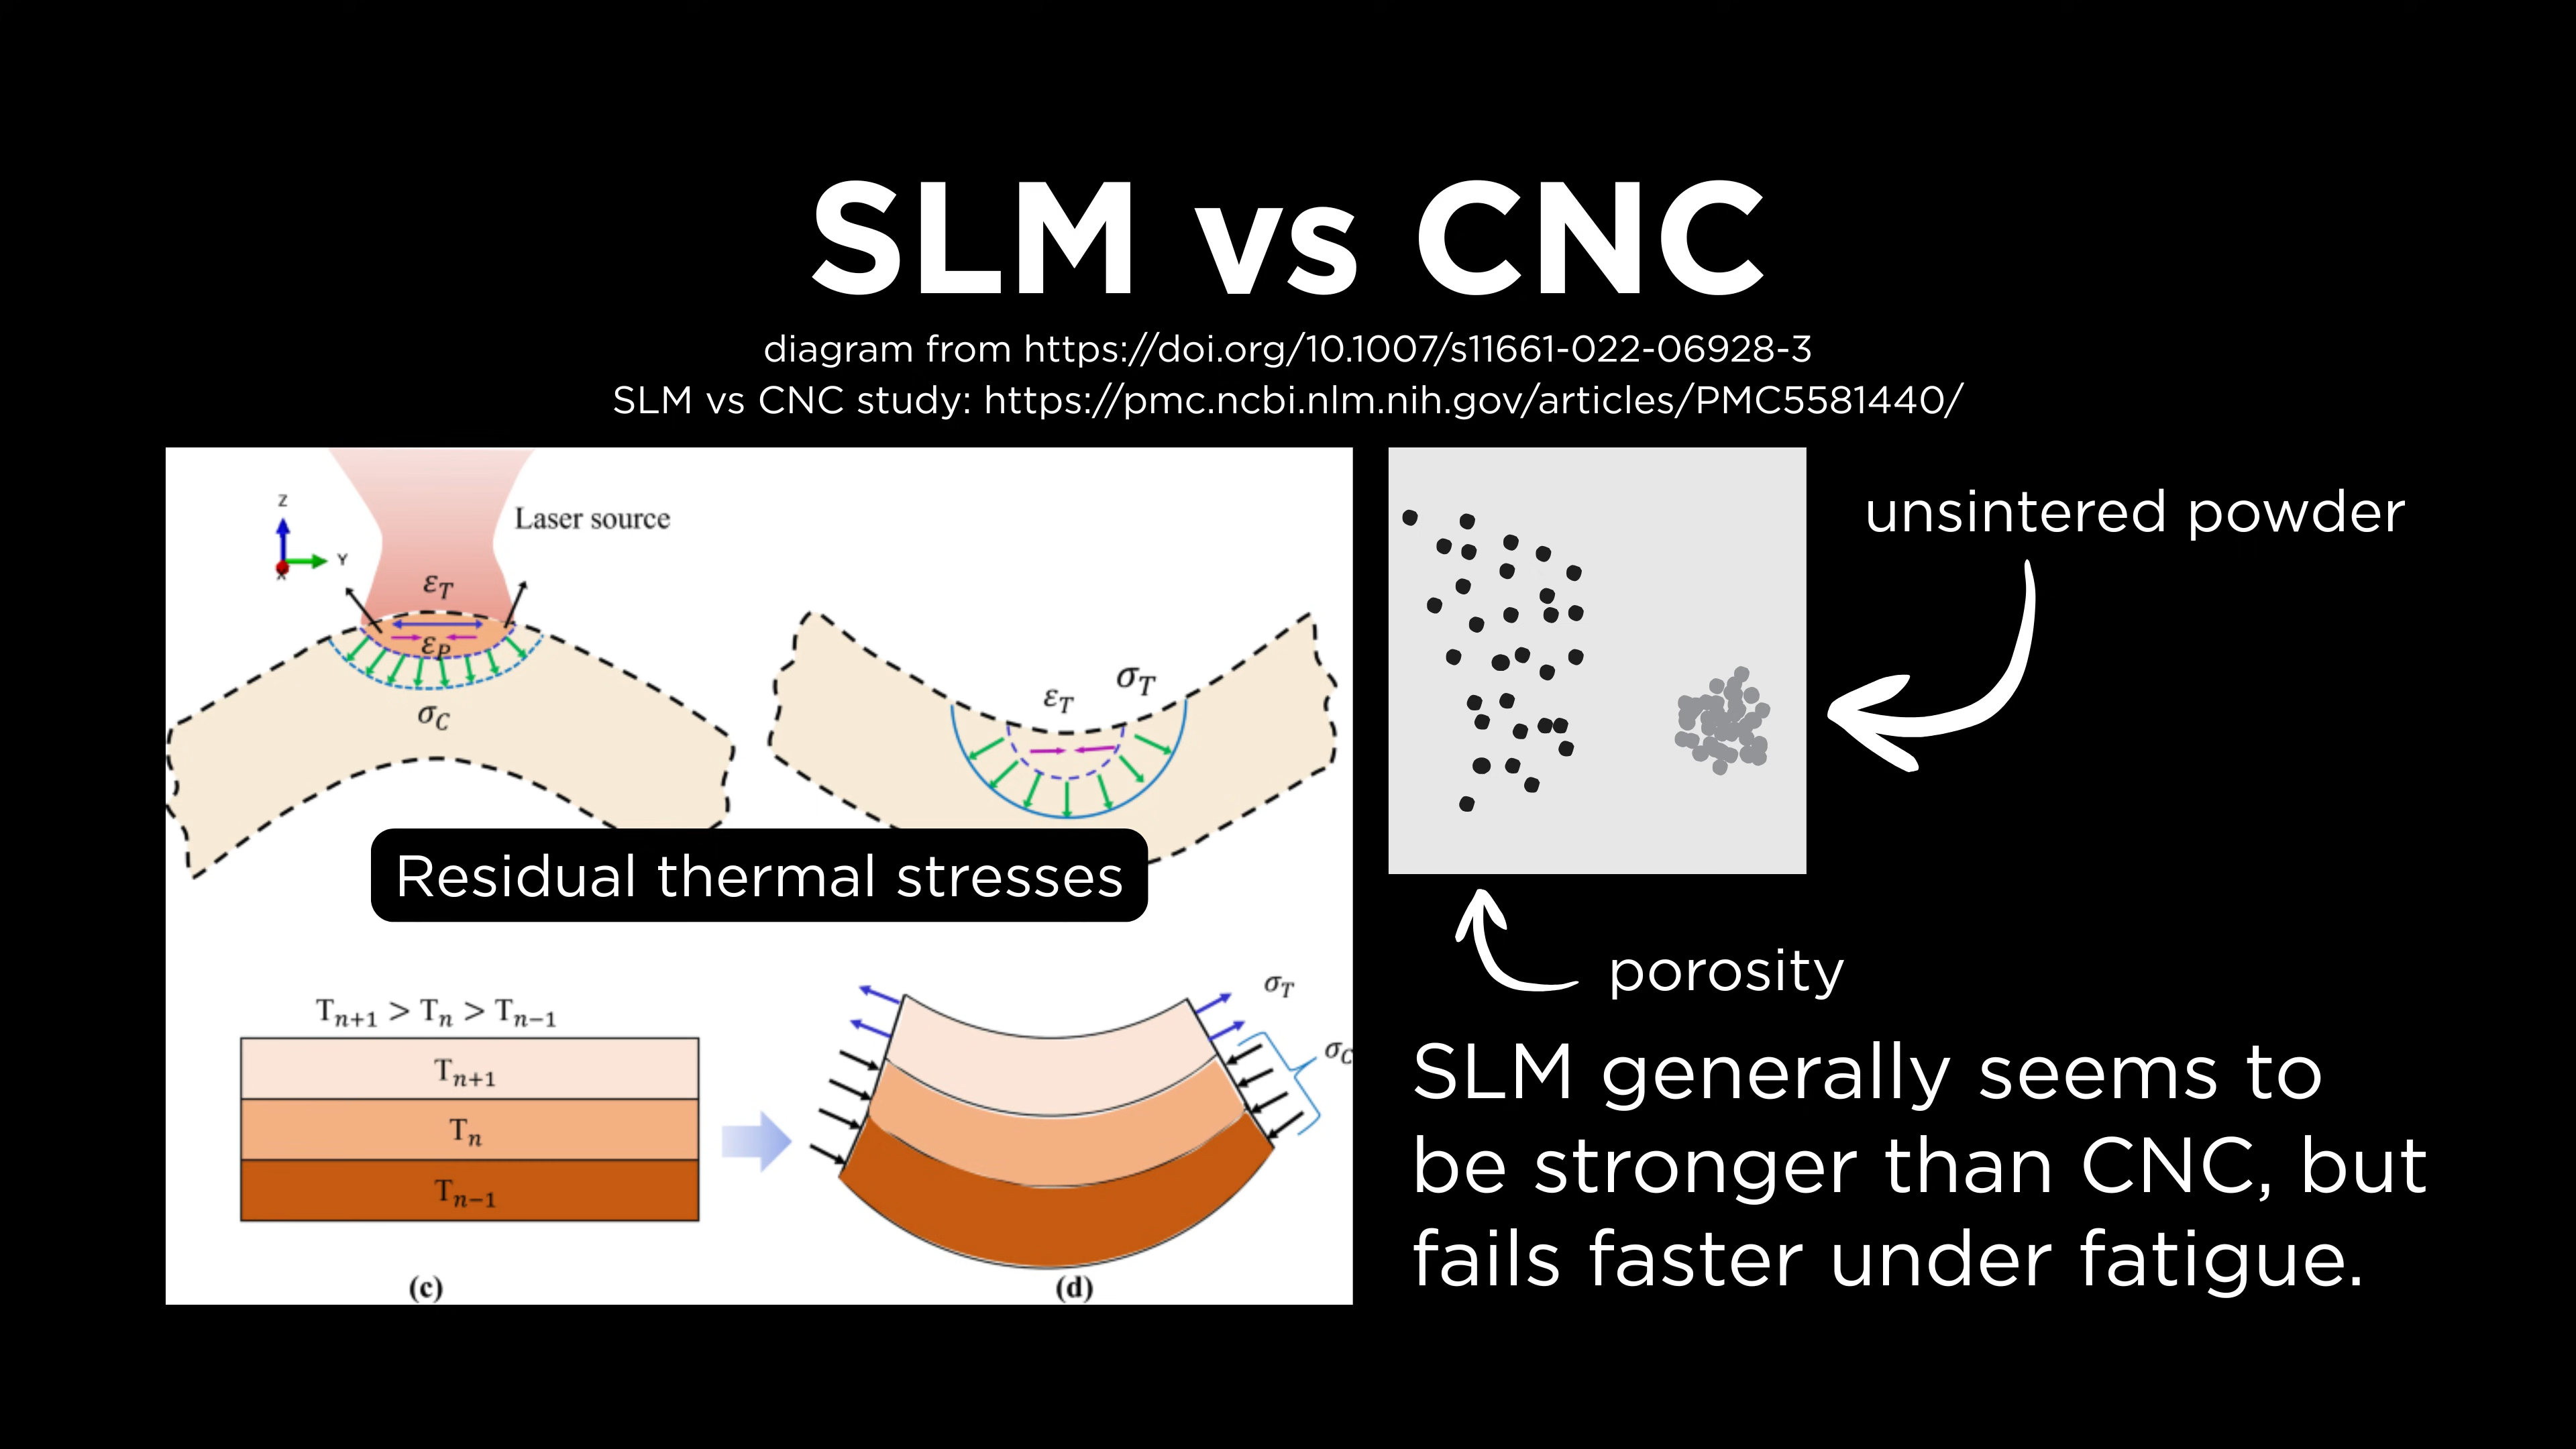 SLM vs CNC
diagram from https://doi.org/10.1007/s11661-022-06928-3
SLM vs CNC study: https://pmc.ncbi.nlm.nih.gov/articles/PMC5581440/
Z
Y
X
Laser source
εT
εP
σC
εT
σT
Residual thermal stresses
Tn+1 > Tn > Tn−1
Tn+1
Tn
Tn−1
(c)
σT
σC
(d)
unsintered powder
porosity
SLM generally seems to
be stronger than CNC, but
fails faster under fatigue.